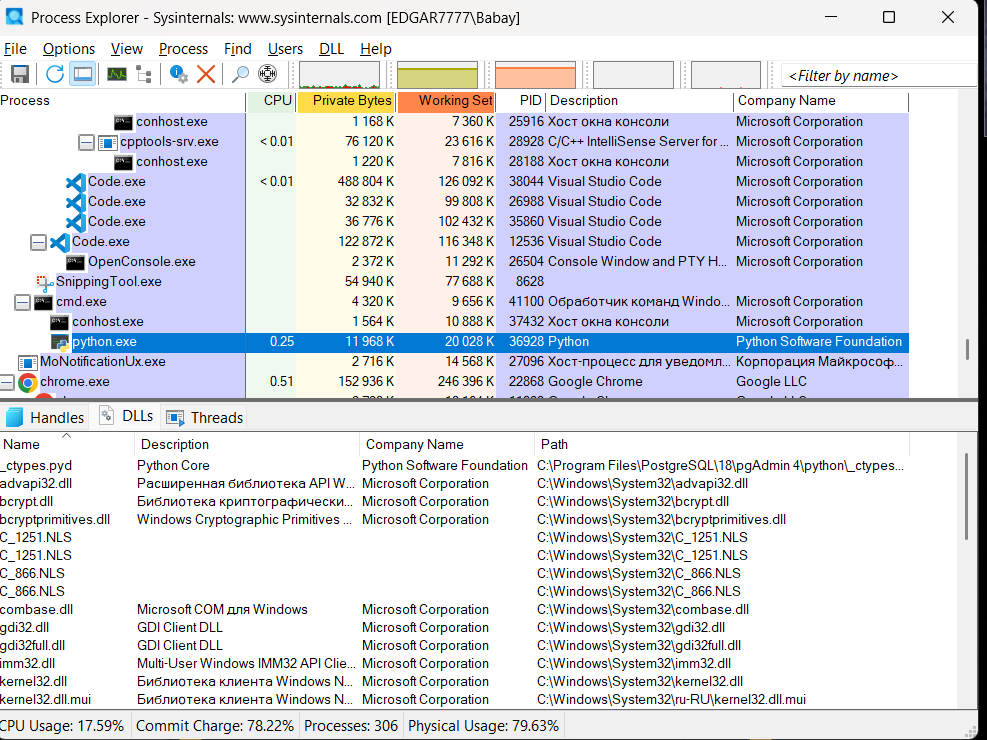 Process Explorer - Sysinternals: www.sysinternals.com [EDGAR7777\Babay]
File Options View Process Find Users DLL Help
<Filter by name>
Process CPU Private Bytes Working Set PID Description Company Name
conhost.exe 1 168 K 7 360 K 25916 Хост окна консоли Microsoft Corporation
cpptools-srv.exe < 0.01 76 120 K 23 616 K 28928 C/C++ IntelliSense Server for ... Microsoft Corporation
conhost.exe 1 220 K 7 816 K 28188 Хост окна консоли Microsoft Corporation
Code.exe < 0.01 488 804 K 126 092 K 38044 Visual Studio Code Microsoft Corporation
Code.exe 32 832 K 99 808 K 26988 Visual Studio Code Microsoft Corporation
Code.exe 36 776 K 102 432 K 35860 Visual Studio Code Microsoft Corporation
Code.exe 122 872 K 116 348 K 12536 Visual Studio Code Microsoft Corporation
OpenConsole.exe 2 372 K 11 292 K 26504 Console Window and PTY H... Microsoft Corporation
SnippingTool.exe 54 940 K 77 688 K 8628
cmd.exe 4 320 K 9 656 K 41100 Обработчик команд Windo... Microsoft Corporation
conhost.exe 1 564 K 10 888 K 37432 Хост окна консоли Microsoft Corporation
python.exe 0.25 11 968 K 20 028 K 36928 Python Python Software Foundation
MoNotificationUx.exe 2 716 K 14 568 K 27096 Хост-процесс для уведомл... Корпорация Майкрософ...
chrome.exe 0.51 152 936 K 246 396 K 22868 Google Chrome Google LLC
Handles DLLs Threads
Name Description Company Name Path
_ctypes.pyd Python Core Python Software Foundation C:\Program Files\PostgreSQL\18\pgAdmin 4\python\_ctypes...
advapi32.dll Расширенная библиотека API W... Microsoft Corporation C:\Windows\System32\advapi32.dll
bcrypt.dll Библиотека криптографически... Microsoft Corporation C:\Windows\System32\bcrypt.dll
bcryptprimitives.dll Windows Cryptographic Primitives ... Microsoft Corporation C:\Windows\System32\bcryptprimitives.dll
C_1251.NLS C:\Windows\System32\C_1251.NLS
C_1251.NLS C:\Windows\System32\C_1251.NLS
C_866.NLS C:\Windows\System32\C_866.NLS
C_866.NLS C:\Windows\System32\C_866.NLS
combase.dll Microsoft COM для Windows Microsoft Corporation C:\Windows\System32\combase.dll
gdi32.dll GDI Client DLL Microsoft Corporation C:\Windows\System32\gdi32.dll
gdi32full.dll GDI Client DLL Microsoft Corporation C:\Windows\System32\gdi32full.dll
imm32.dll Multi-User Windows IMM32 API Clie... Microsoft Corporation C:\Windows\System32\imm32.dll
kernel32.dll Библиотека клиента Windows N... Microsoft Corporation C:\Windows\System32\kernel32.dll
kernel32.dll.mui Библиотека клиента Windows N... Microsoft Corporation C:\Windows\System32\ru-RU\kernel32.dll.mui
CPU Usage: 17.59% Commit Charge: 78.22% Processes: 306 Physical Usage: 79.63%